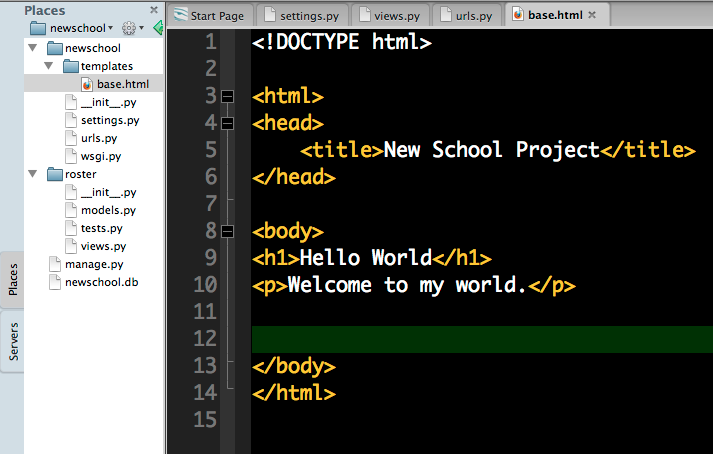 Places
newschool
newschool
templates
base.html
__init__.py
settings.py
urls.py
wsgi.py
roster
__init__.py
models.py
tests.py
views.py
manage.py
newschool.db
Places
Servers
Start Page settings.py views.py urls.py base.html
1 <!DOCTYPE html>
2
3 <html>
4 <head>
5 <title>New School Project</title>
6 </head>
7
8 <body>
9 <h1>Hello World</h1>
10 <p>Welcome to my world.</p>
11
12
13 </body>
14 </html>
15